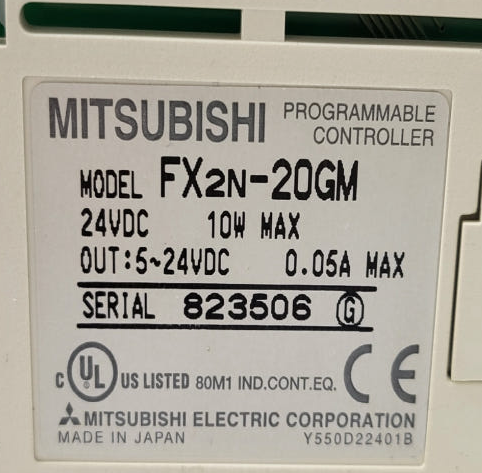 MITSUBISHI PROGRAMMABLE CONTROLLER
MODEL FX2N-20GM
24VDC 10W MAX
OUT:5~24VDC 0.05A MAX
SERIAL 823506 G
C UL US LISTED 80M1 IND.CONT.EQ. CE
MITSUBISHI ELECTRIC CORPORATION
MADE IN JAPAN Y550D22401B